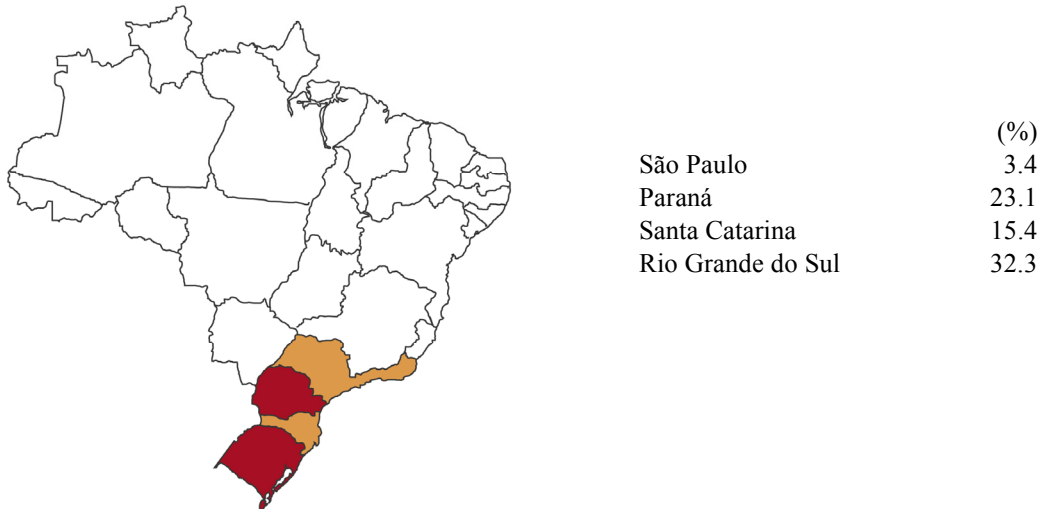 (%)
São Paulo 3.4
Paraná 23.1
Santa Catarina 15.4
Rio Grande do Sul 32.3